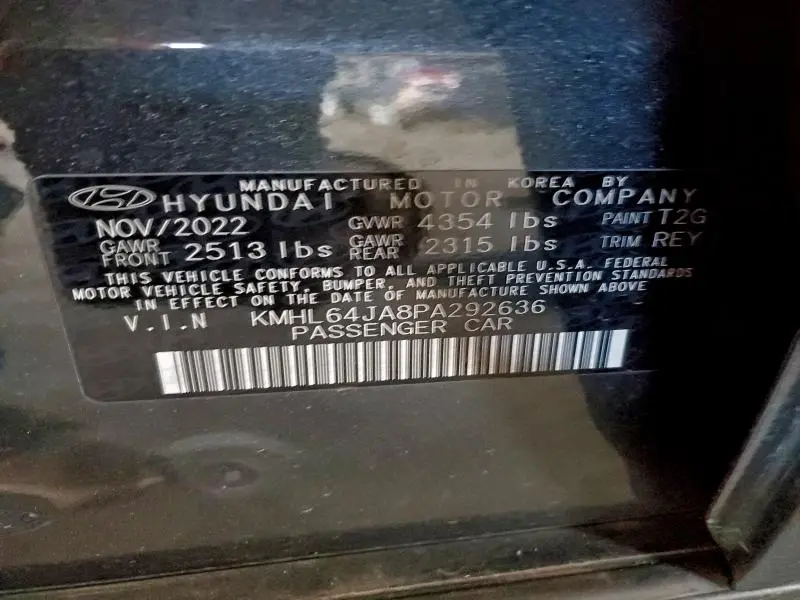 MANUFACTURED IN KOREA BY
HYUNDAI MOTOR COMPANY
NOV/2022 GVWR 4354 lbs PAINT T2G
GAWR FRONT 2513 lbs GAWR REAR 2315 lbs TRIM REY
THIS VEHICLE CONFORMS TO ALL APPLICABLE U.S.A. FEDERAL
MOTOR VEHICLE SAFETY, BUMPER, AND THEFT PREVENTION STANDARDS
IN EFFECT ON THE DATE OF MANUFACTURE SHOWN ABOVE
V.I.N KMHL64JA8PA292636
PASSENGER CAR